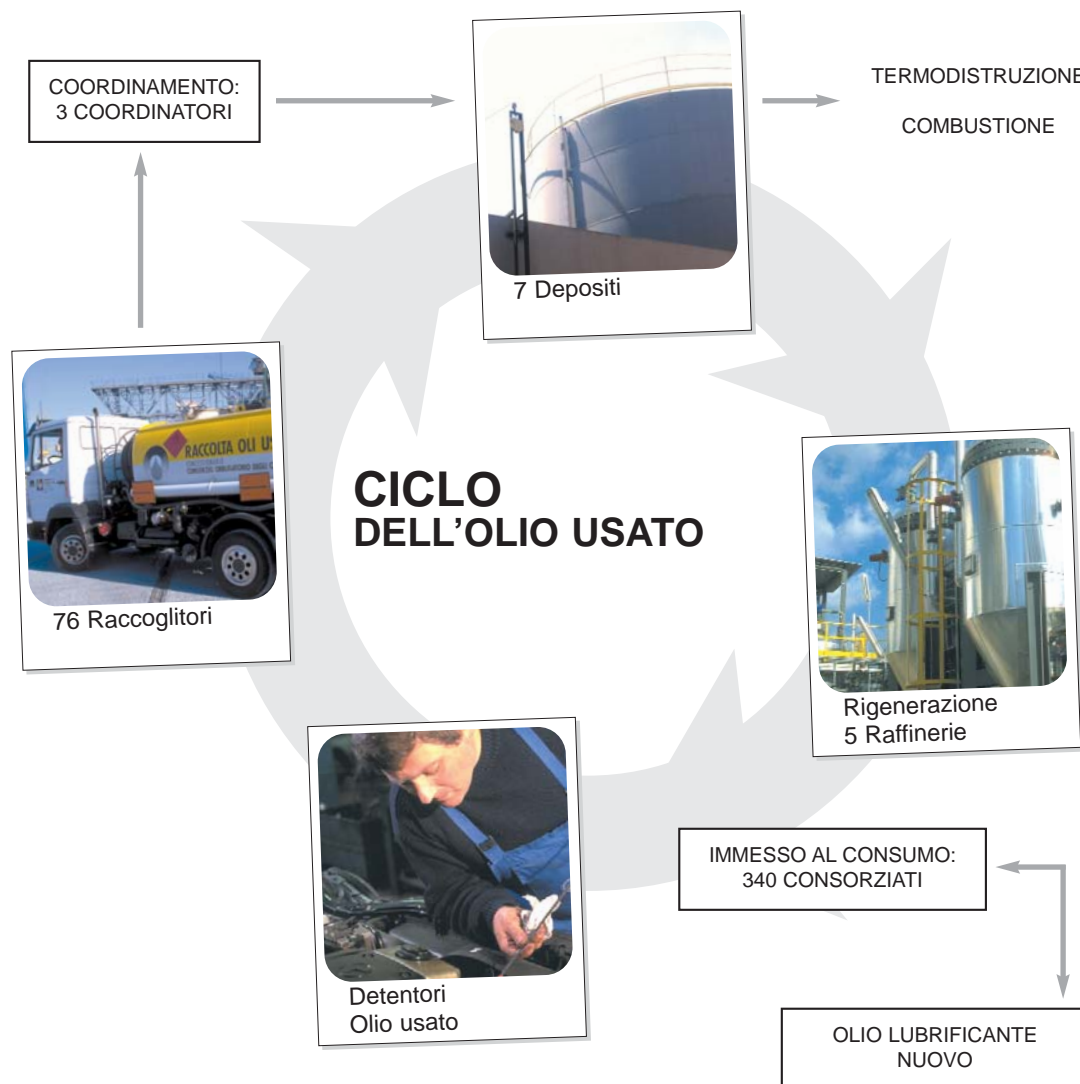 COORDINAMENTO:
3 COORDINATORI
TERMODISTRUZIONE
COMBUSTIONE
7 Depositi
RACCOLTA OLI
76 Raccoglitori
CICLO
DELL'OLIO USATO
Rigenerazione
5 Raffinerie
IMMESSO AL CONSUMO:
340 CONSORZIATI
Detentori
Olio usato
OLIO LUBRIFICANTE
NUOVO